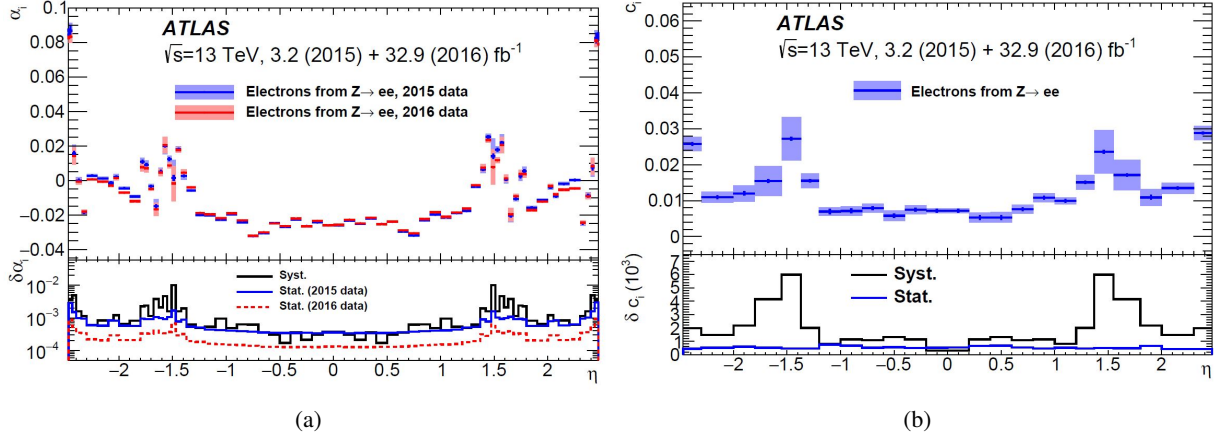 αi
0.1
0.08
0.06
0.04
0.02
0
−0.02
−0.04
ATLAS
√s=13 TeV, 3.2 (2015) + 32.9 (2016) fb-1
Electrons from Z→ ee, 2015 data
Electrons from Z→ ee, 2016 data
δαi
10−2
10−3
10−4
Syst.
Stat. (2015 data)
Stat. (2016 data)
−2 −1.5 −1 −0.5 0 0.5 1 1.5 2 η
(a)
ci
0.06
0.05
0.04
0.03
0.02
0.01
0
ATLAS
√s=13 TeV, 3.2 (2015) + 32.9 (2016) fb-1
Electrons from Z→ ee
δ ci (103)
7
6
5
4
3
2
1
0
Syst.
Stat.
−2 −1.5 −1 −0.5 0 0.5 1 1.5 2 η
(b)